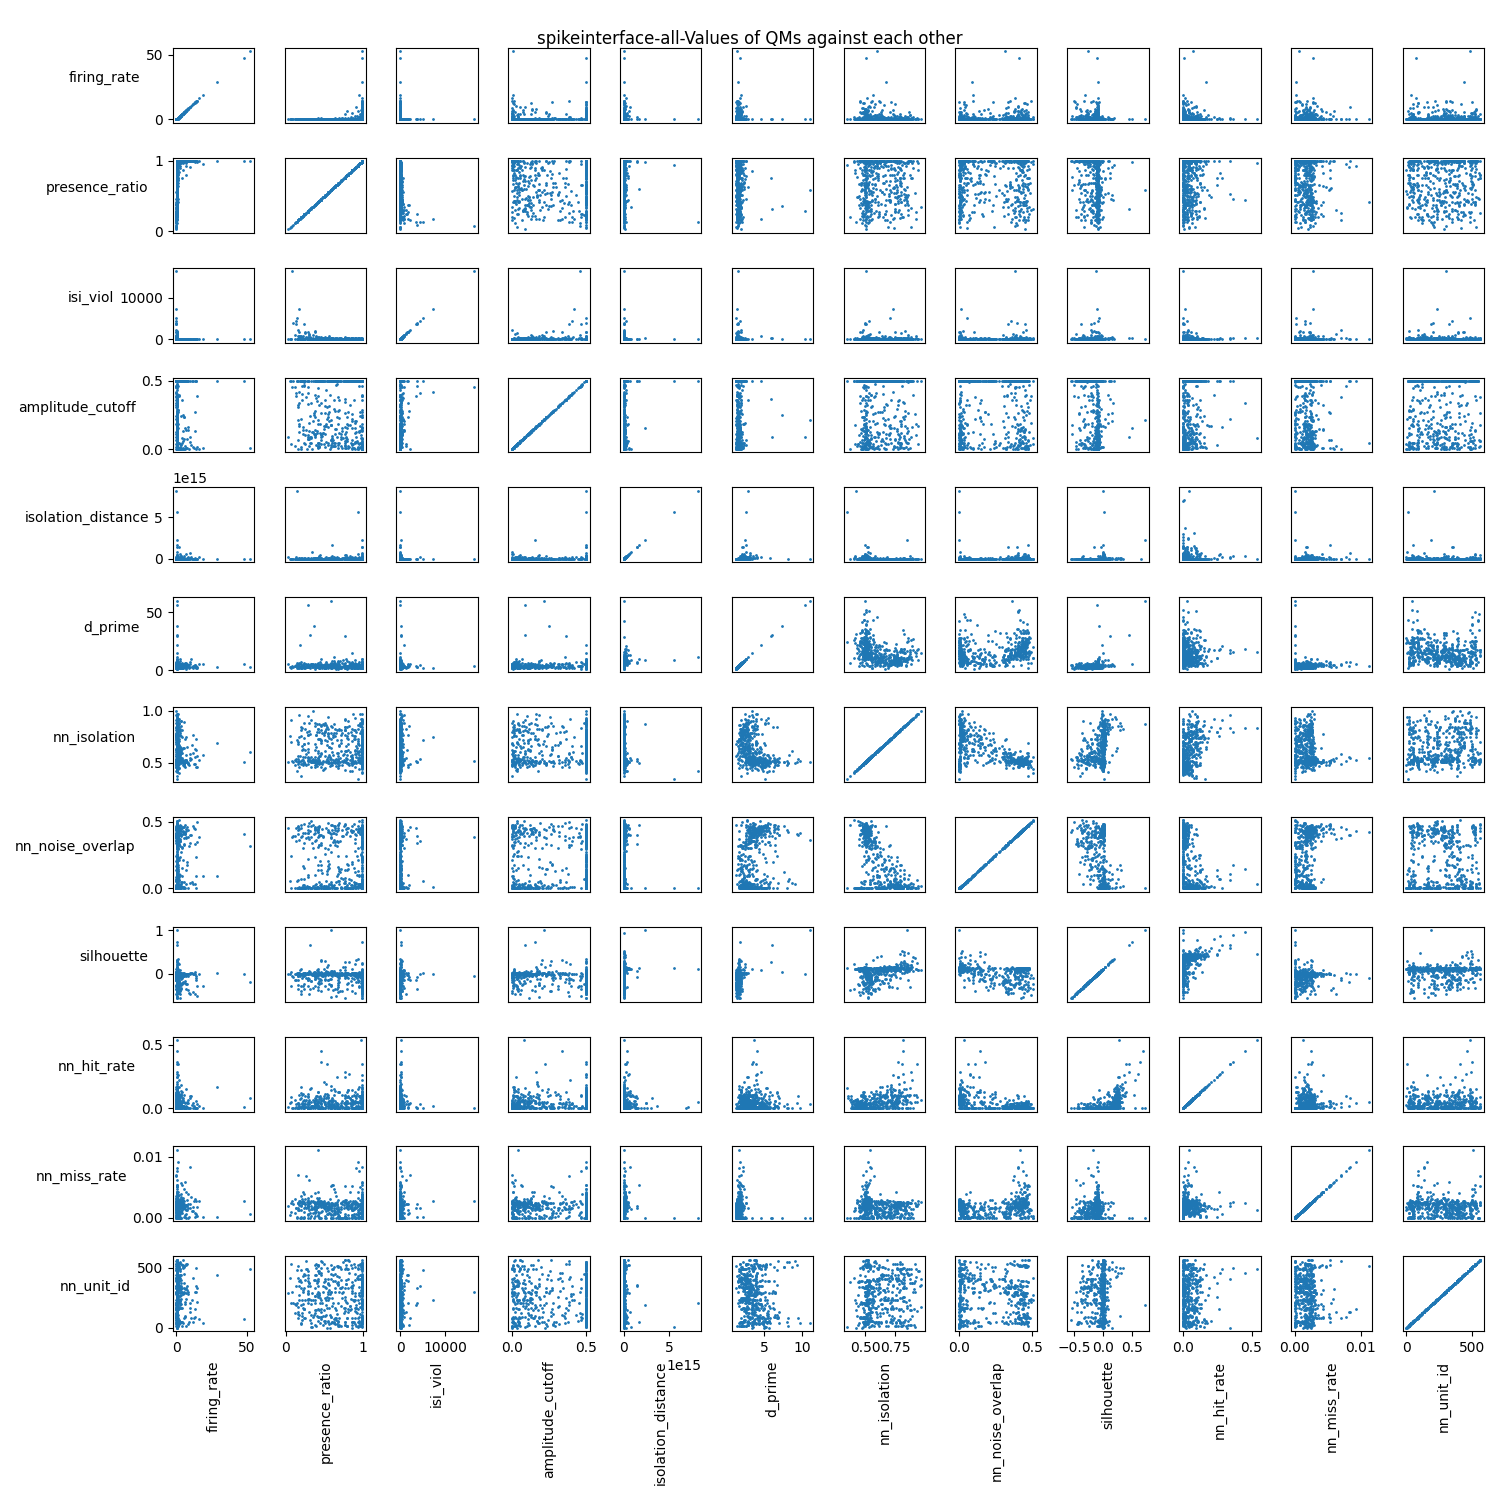 spikeinterface-all-Values of QMs against each other
firing_rate
50
0
presence_ratio
1
0
isi_viol
10000
0
amplitude_cutoff
0.5
0.0
1e15
isolation_distance
5
0
d_prime
50
0
nn_isolation
1.0
0.5
nn_noise_overlap
0.5
0.0
silhouette
1
0
nn_hit_rate
0.5
0.0
nn_miss_rate
0.01
0.00
nn_unit_id
500
0
0 50 0 1 0 10000 0.0 0.5 0 5 5 10 0.50 0.75 0.0 0.5 −0.5 0.0 0.5 0.0 0.5 0.00 0.01 0 500
1e15
firing_rate
presence_ratio
isi_viol
amplitude_cutoff
isolation_distance
d_prime
nn_isolation
nn_noise_overlap
silhouette
nn_hit_rate
nn_miss_rate
nn_unit_id